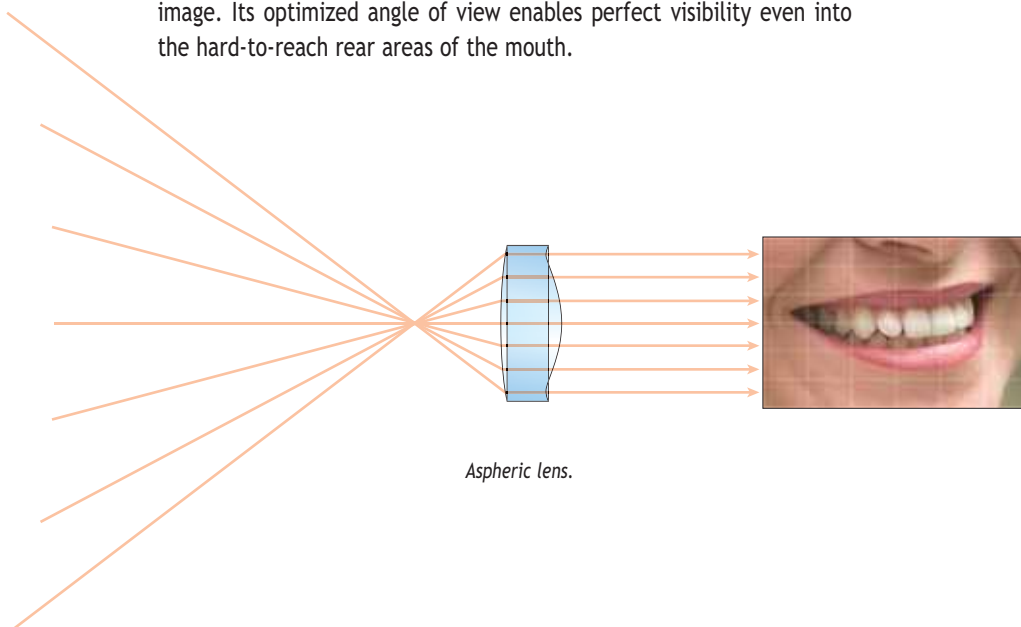 image. Its optimized angle of view enables perfect visibility even into
the hard-to-reach rear areas of the mouth.
Aspheric lens.